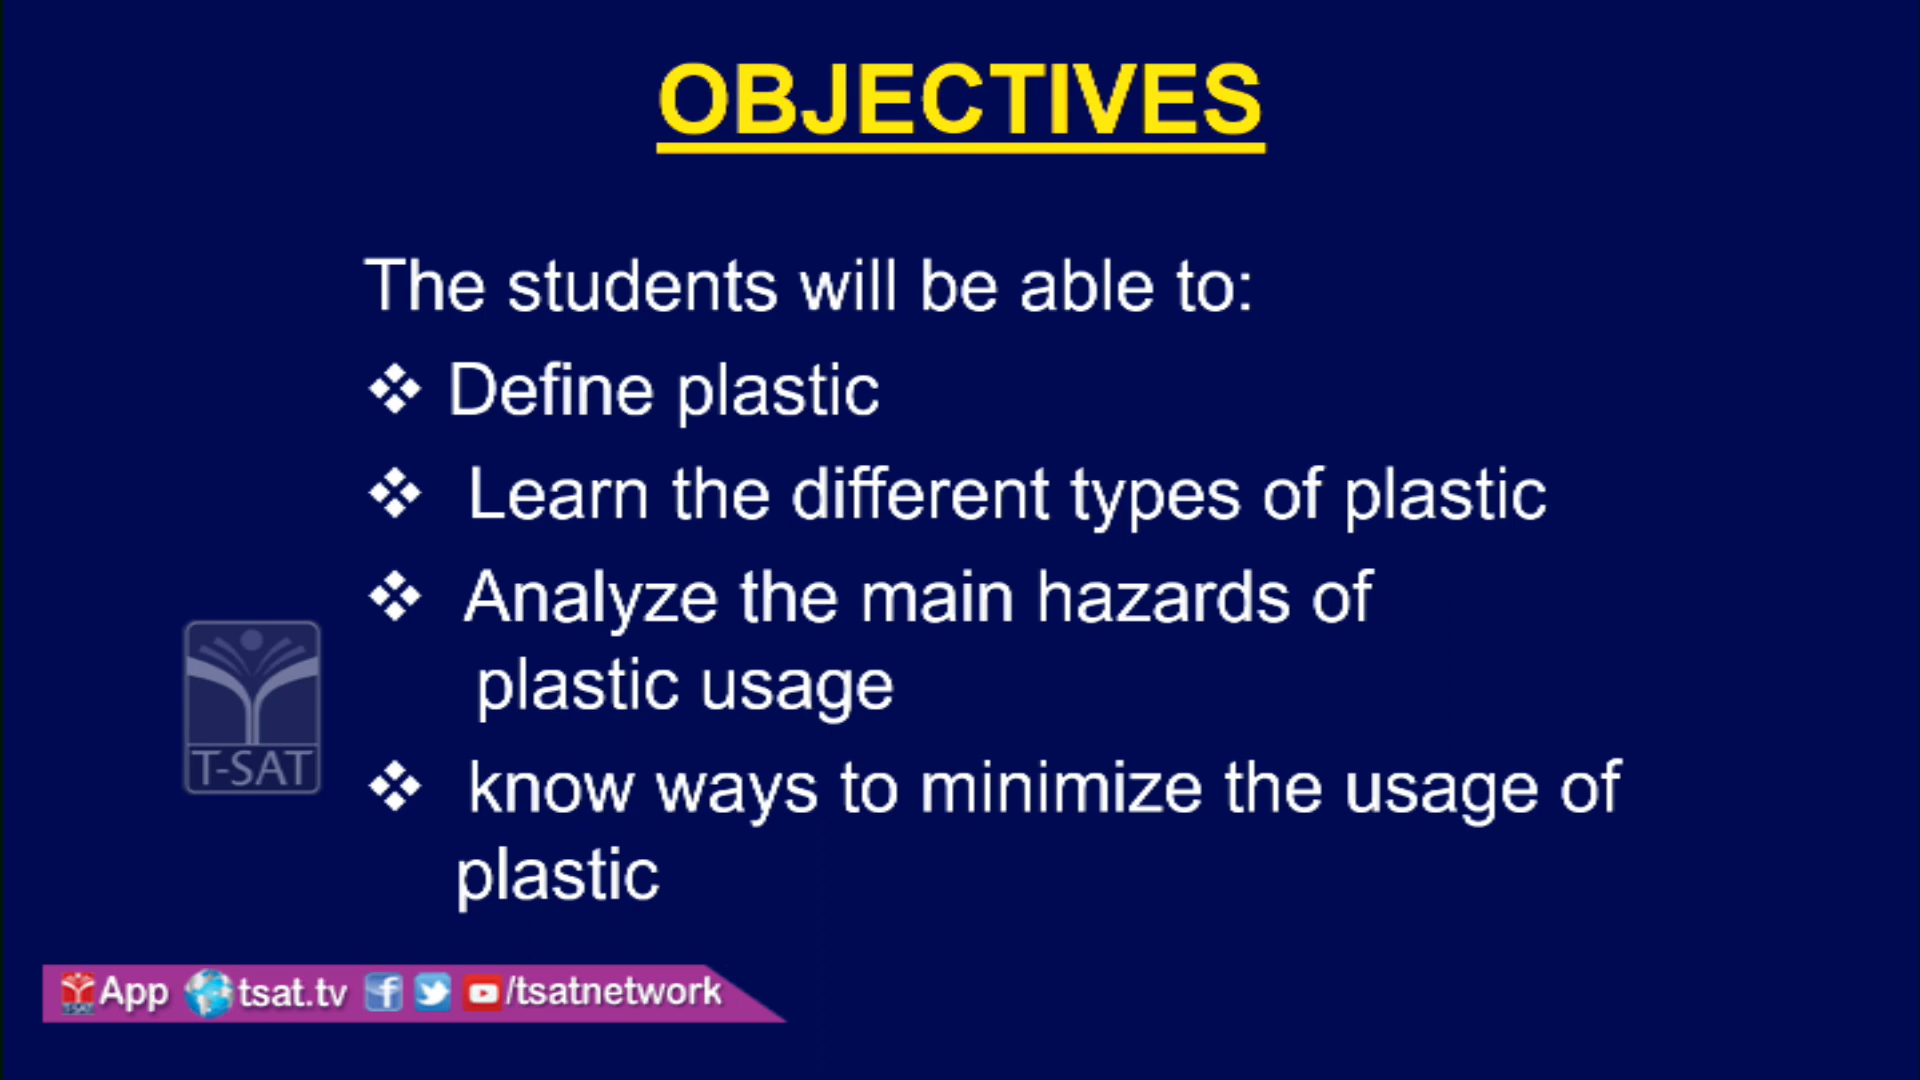 OBJECTIVES
The students will be able to:
❖ Define plastic
❖ Learn the different types of plastic
❖ Analyze the main hazards of
plastic usage
❖ know ways to minimize the usage of
plastic
T-SAT
App tsat.tv /tsatnetwork